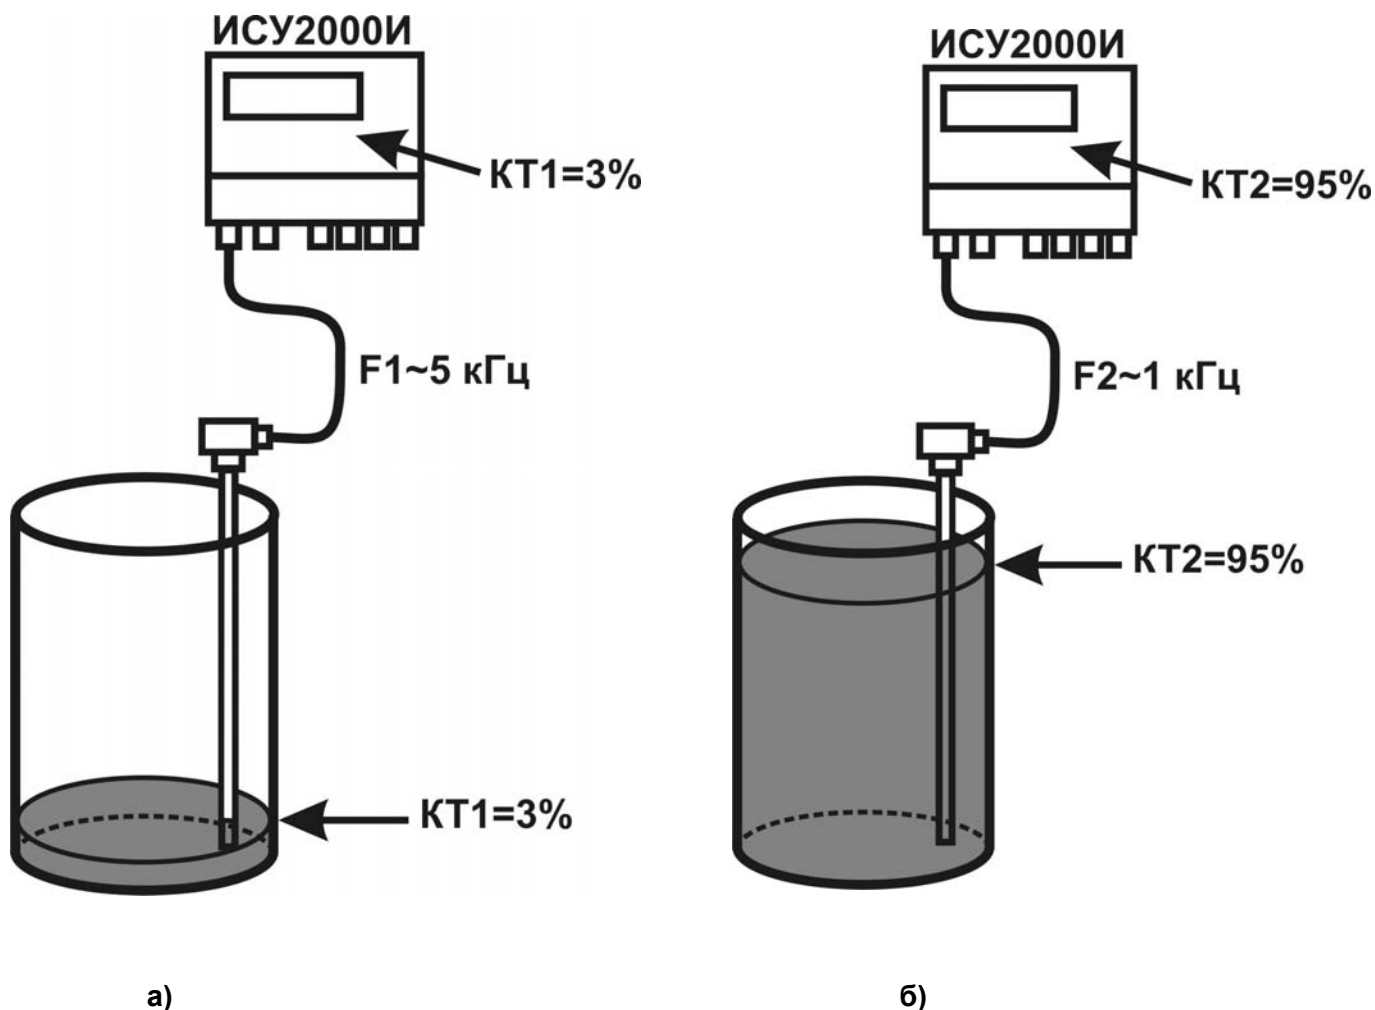 ИСУ2000И
КТ1=3%
F1~5 кГц
КТ1=3%
а)
ИСУ2000И
КТ2=95%
F2~1 кГц
КТ2=95%
б)